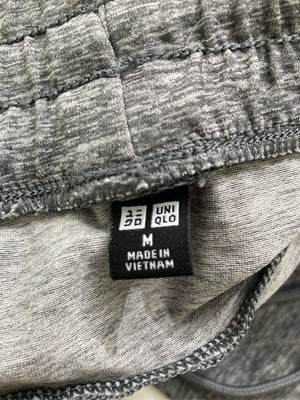 ユニ UNI
クロ QLO
M
MADE IN
VIETNAM